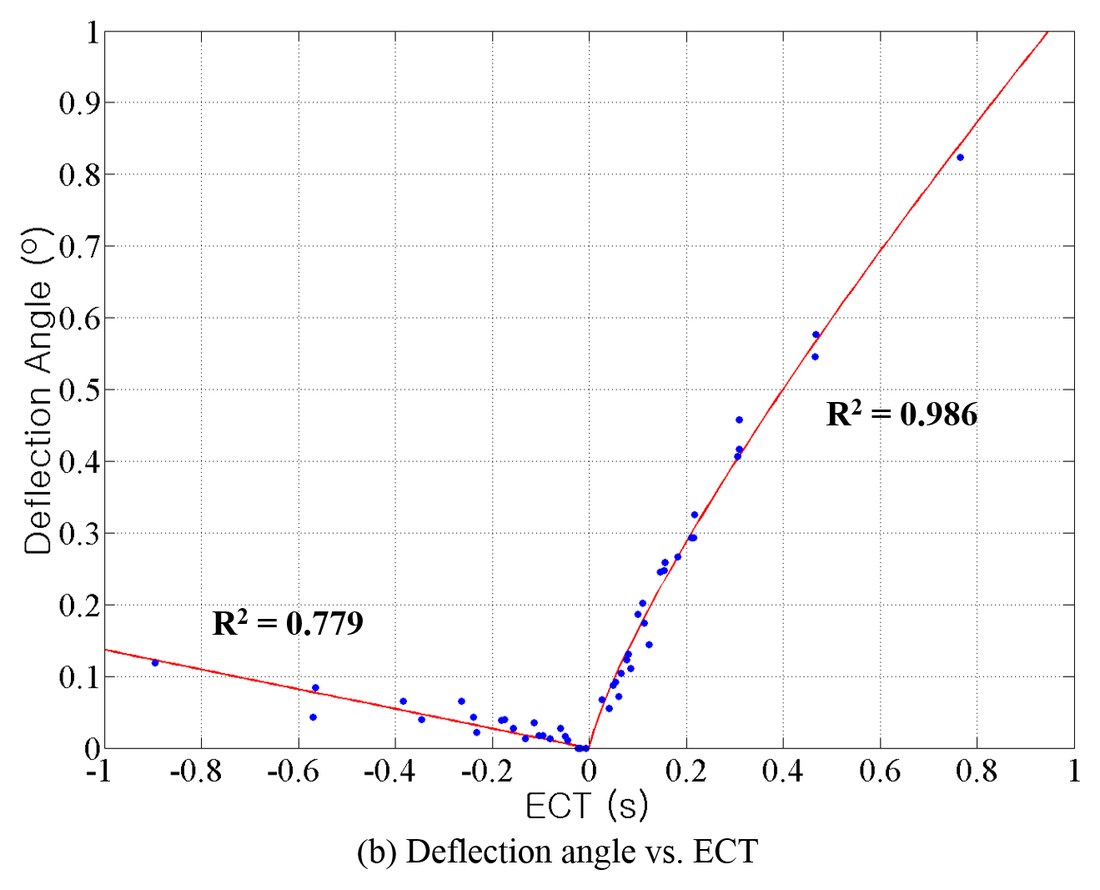 1
0.9
0.8
0.7
0.6
0.5
0.4
0.3
0.2
0.1
0
Deflection Angle (°)
R² = 0.986
R² = 0.779
-1 -0.8 -0.6 -0.4 -0.2 0 0.2 0.4 0.6 0.8 1
ECT (s)
(b) Deflection angle vs. ECT